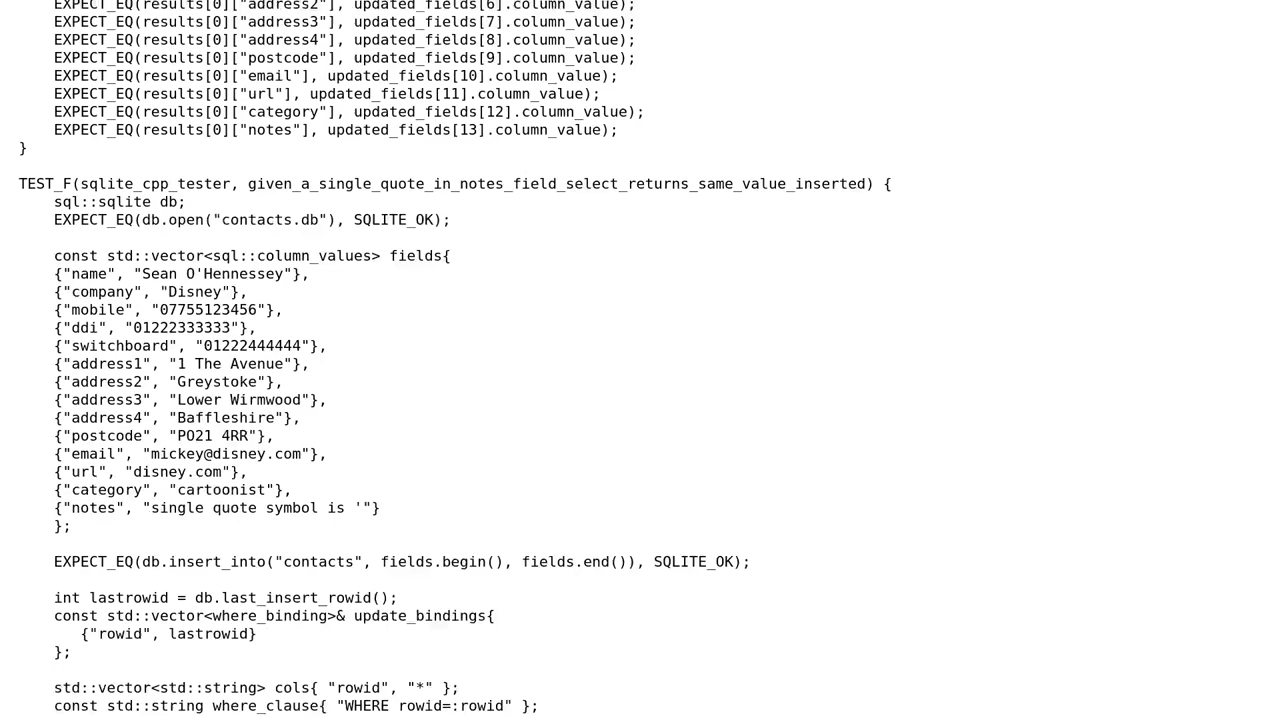 EXPECT_EQ(results[0]["address2"], updated_fields[6].column_value);
    EXPECT_EQ(results[0]["address3"], updated_fields[7].column_value);
    EXPECT_EQ(results[0]["address4"], updated_fields[8].column_value);
    EXPECT_EQ(results[0]["postcode"], updated_fields[9].column_value);
    EXPECT_EQ(results[0]["email"], updated_fields[10].column_value);
    EXPECT_EQ(results[0]["url"], updated_fields[11].column_value);
    EXPECT_EQ(results[0]["category"], updated_fields[12].column_value);
    EXPECT_EQ(results[0]["notes"], updated_fields[13].column_value);
}

TEST_F(sqlite_cpp_tester, given_a_single_quote_in_notes_field_select_returns_same_value_inserted) {
    sql::sqlite db;
    EXPECT_EQ(db.open("contacts.db"), SQLITE_OK);

    const std::vector<sql::column_values> fields{
    {"name", "Sean O'Hennessey"},
    {"company", "Disney"},
    {"mobile", "07755123456"},
    {"ddi", "01222333333"},
    {"switchboard", "01222444444"},
    {"address1", "1 The Avenue"},
    {"address2", "Greystoke"},
    {"address3", "Lower Wirmwood"},
    {"address4", "Baffleshire"},
    {"postcode", "PO21 4RR"},
    {"email", "mickey@disney.com"},
    {"url", "disney.com"},
    {"category", "cartoonist"},
    {"notes", "single quote symbol is '"}
    };

    EXPECT_EQ(db.insert_into("contacts", fields.begin(), fields.end()), SQLITE_OK);

    int lastrowid = db.last_insert_rowid();
    const std::vector<where_binding>& update_bindings{
       {"rowid", lastrowid}
    };

    std::vector<std::string> cols{ "rowid", "*" };
    const std::string where_clause{ "WHERE rowid=:rowid" };